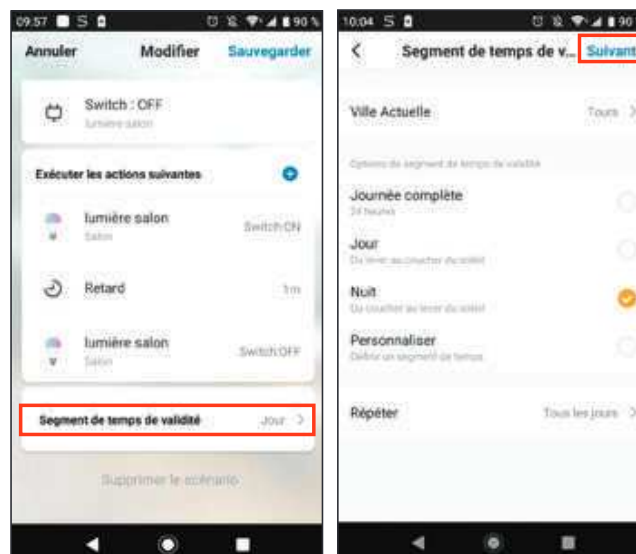 09:57 S 90 %
Annuler Modifier Sauvegarder
Switch : OFF
lumière salon
Exécuter les actions suivantes
lumière salon
Salon
Switch:ON
Retard
1m
lumière salon
Salon
Switch:OFF
Segment de temps de validité Jour >
Supprimer le scénario
10:04 S 90
< Segment de temps de v... Suivant
Ville Actuelle Tours >
Options de segment de temps de validité
Journée complète
24 heures
Jour
Du lever au coucher du soleil
Nuit
Du coucher au lever du soleil
Personnaliser
Définir un segment de temps
Répéter Tous les jours >